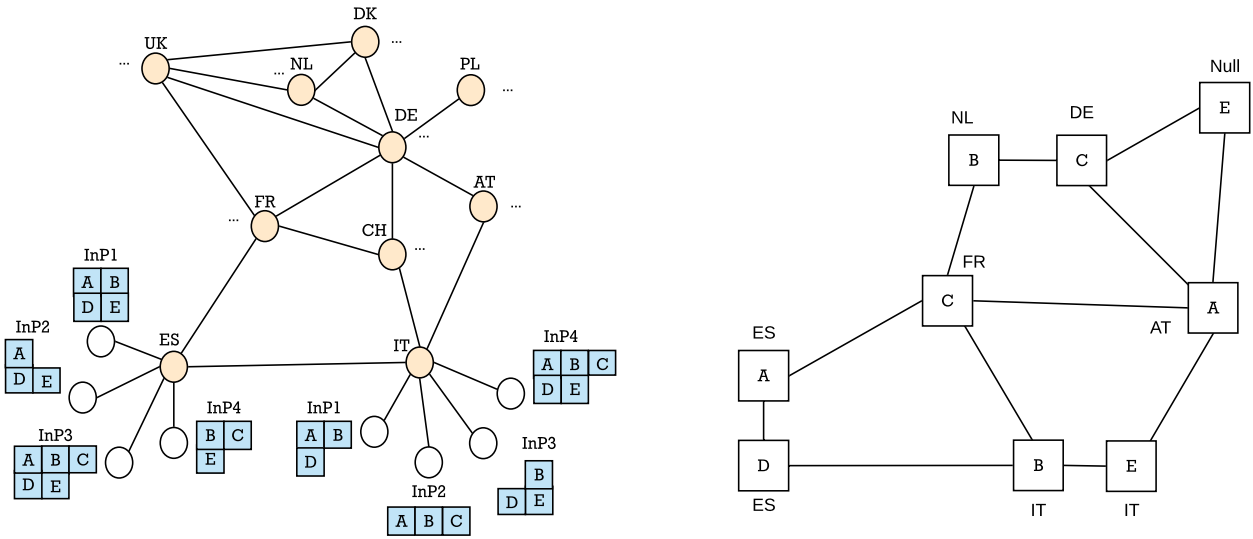 DK
...
UK
...
NL
...
PL
...
DE
...
AT
...
FR
...
CH
...
InP1
A B
D E
InP2
A
D E
ES
InP3
A B C
D E
InP4
B C
E
IT
InP1
A B
D
InP2
A B C
InP3
B
D E
InP4
A B C
D E
Null
E
NL
B
DE
C
FR
C
AT
A
ES
A
D
ES
B
IT
E
IT